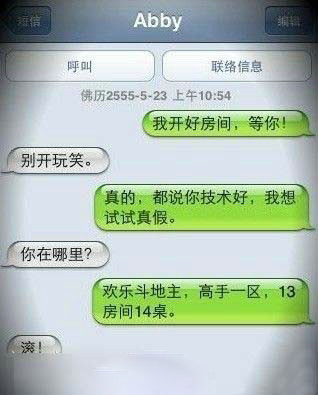 短信 Abby 编辑
呼叫 联络信息
佛历2555-5-23 上午10:54
我开好房间，等你！
别开玩笑。
真的，都说你技术好，我想
试试真假。
你在哪里？
欢乐斗地主，高手一区，13
房间14桌。
滚！